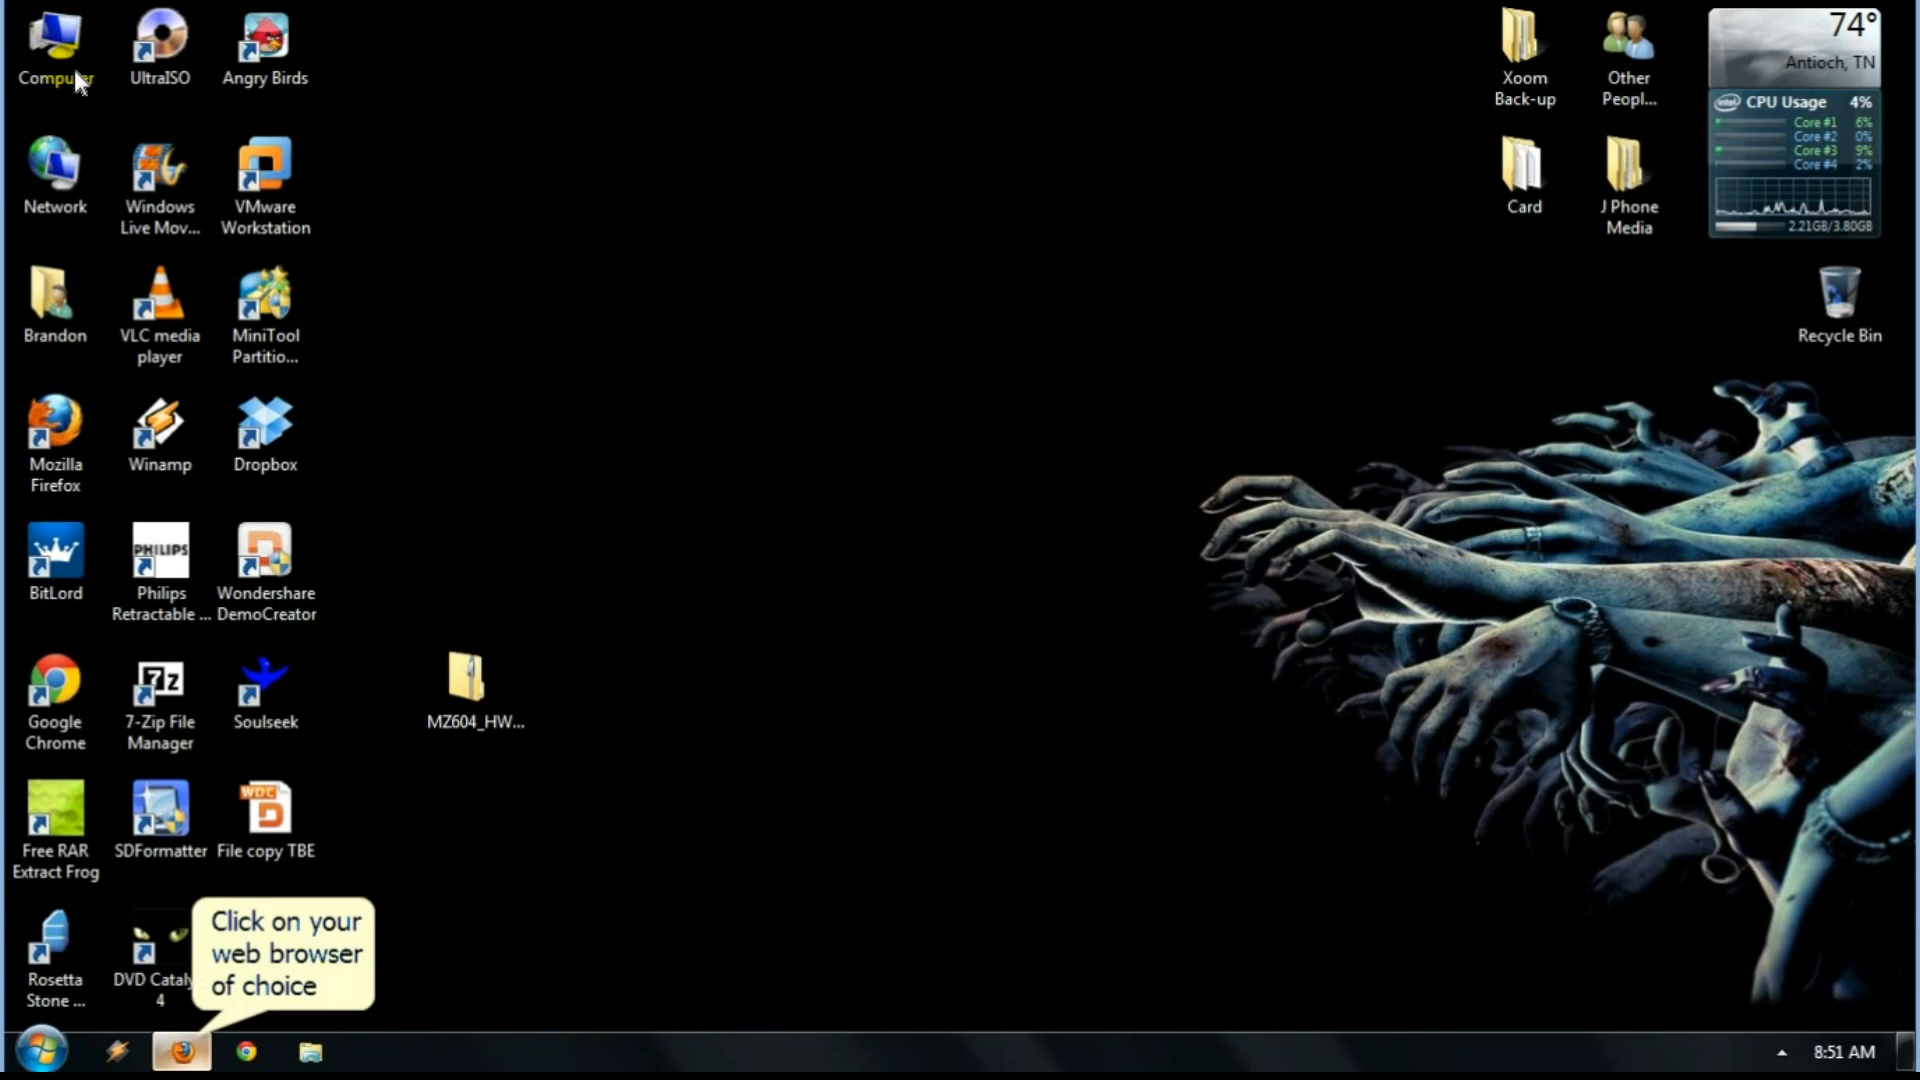 Computer
UltraISO
Angry Birds
Xoom
Back-up
Other
Peopl...
74°
Antioch, TN
intel
CPU Usage 4%
Core #1 6%
Core #2 0%
Core #3 9%
Core #4 2%
2.21GB/3.80GB
Network
Windows
Live Mov...
VMware
Workstation
Card
J Phone
Media
Brandon
VLC media
player
MiniTool
Partitio...
Recycle Bin
Mozilla
Firefox
Winamp
Dropbox
BitLord
PHILIPS
Philips
Retractable ...
Wondershare
DemoCreator
Google
Chrome
7z
7-Zip File
Manager
Soulseek
MZ604_HW...
Free RAR
Extract Frog
SDFormatter
WDC
File copy TBE
Rosetta
Stone ...
DVD Cataly
4
Click on your
web browser
of choice
8:51 AM